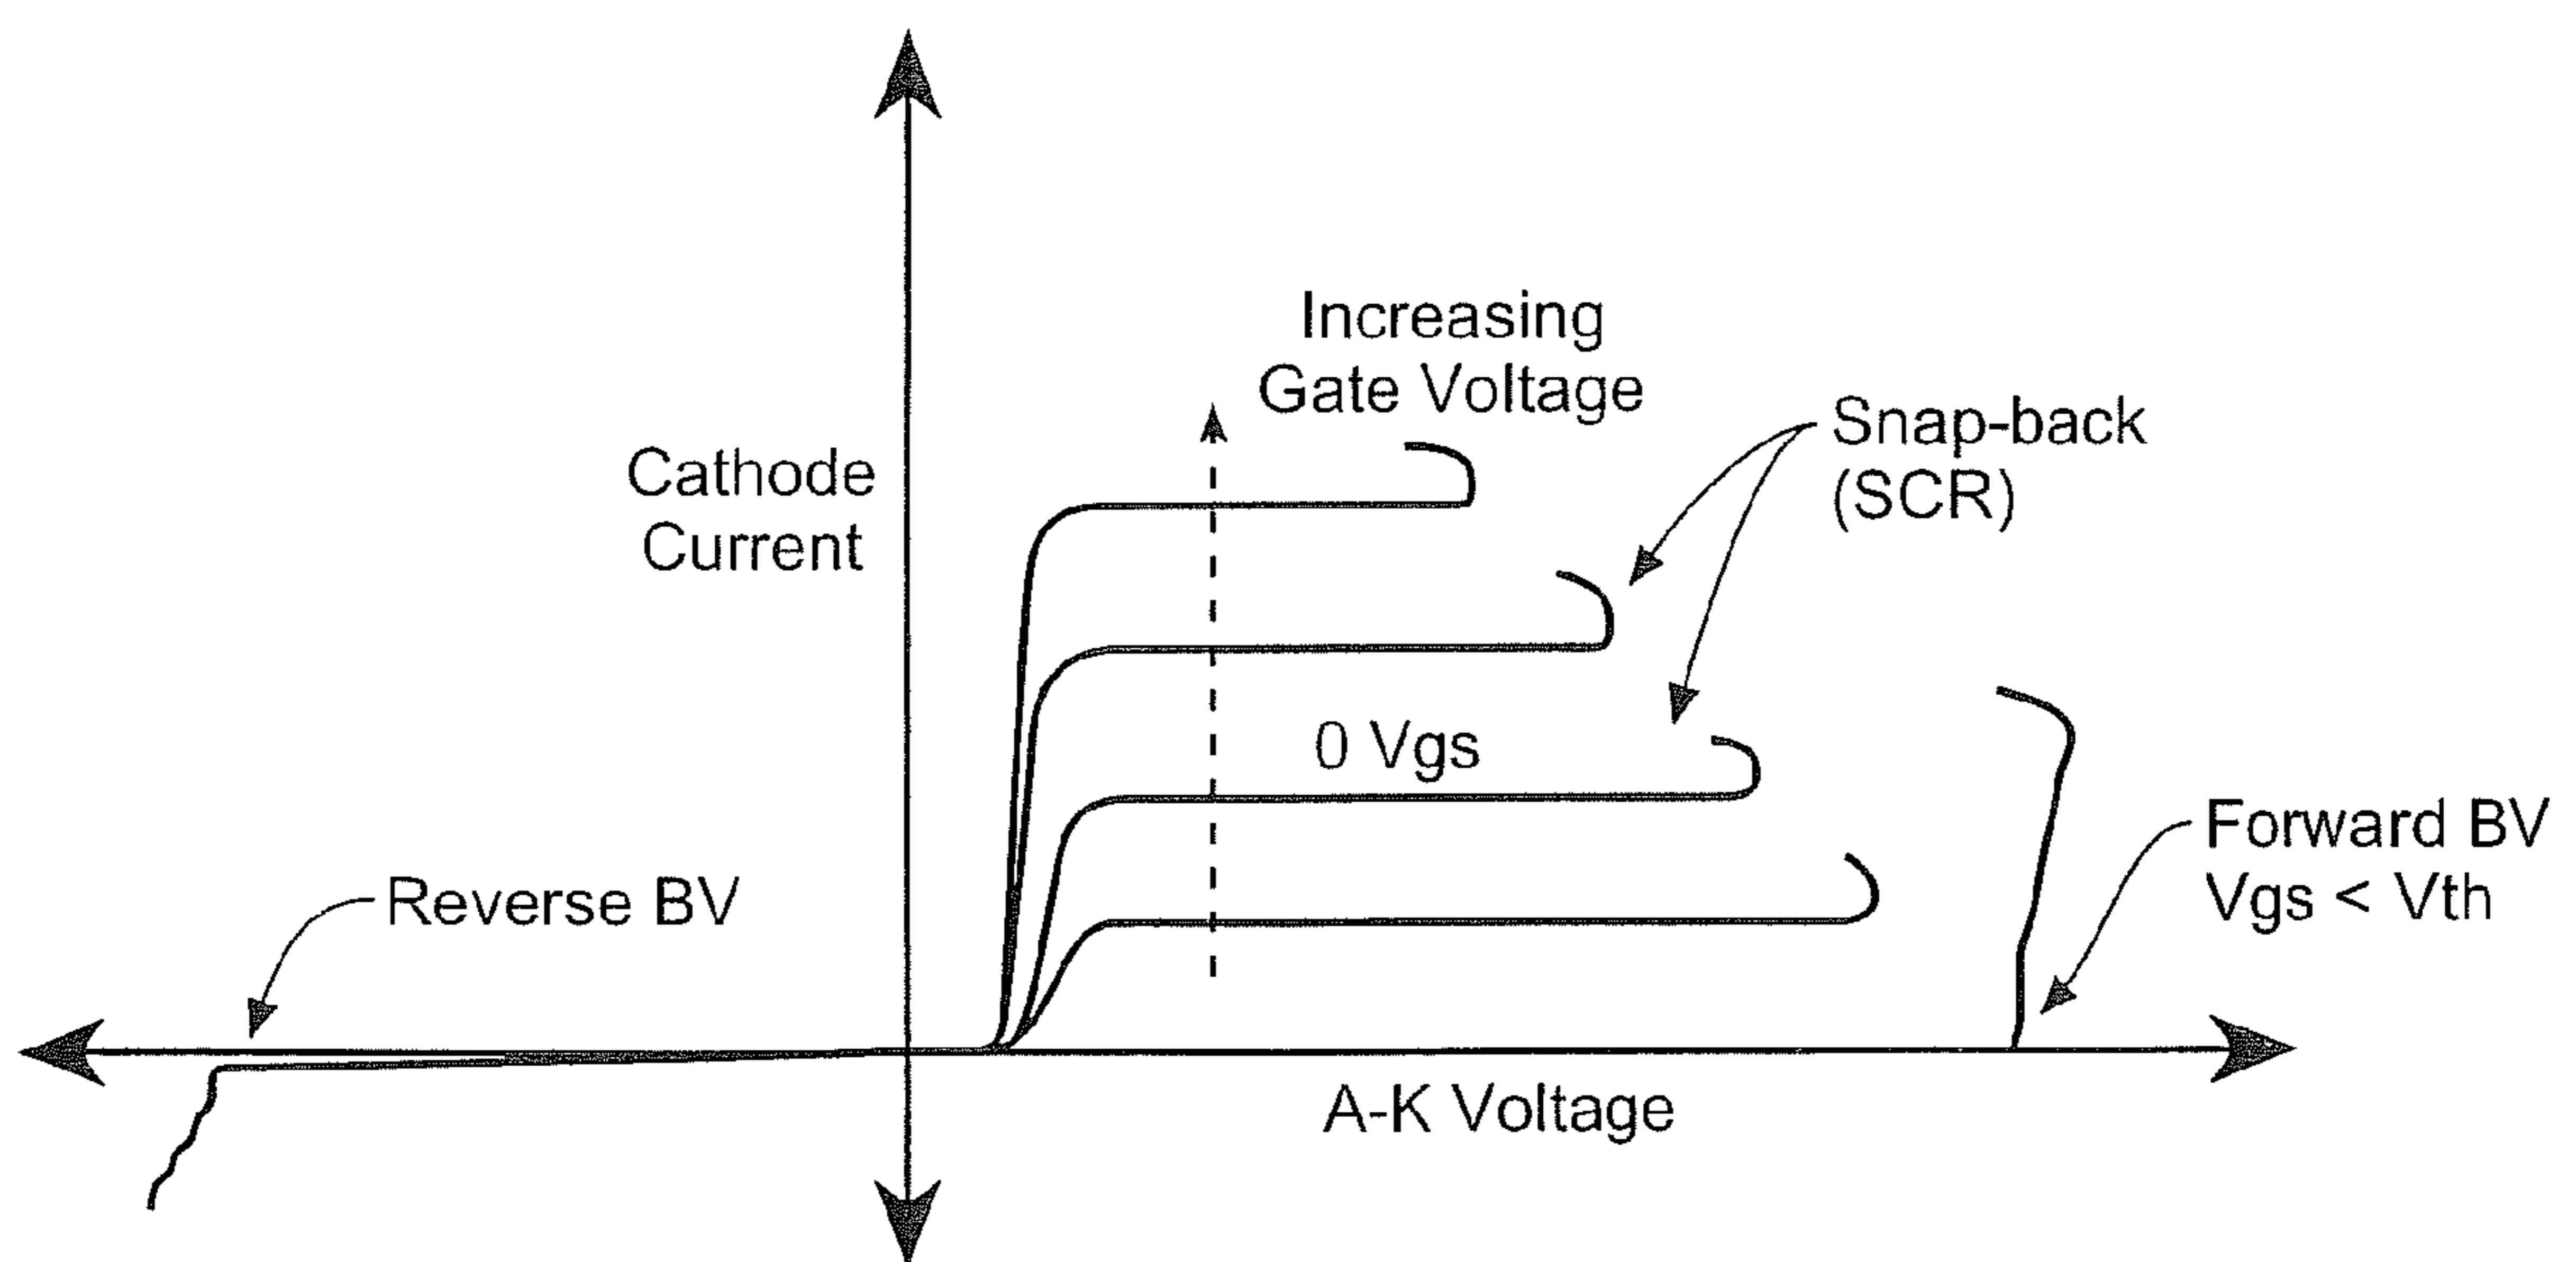 Increasing
Gate Voltage
Snap-back
(SCR)
Cathode
Current
0 Vgs
Forward BV
Vgs < Vth
Reverse BV
A-K Voltage